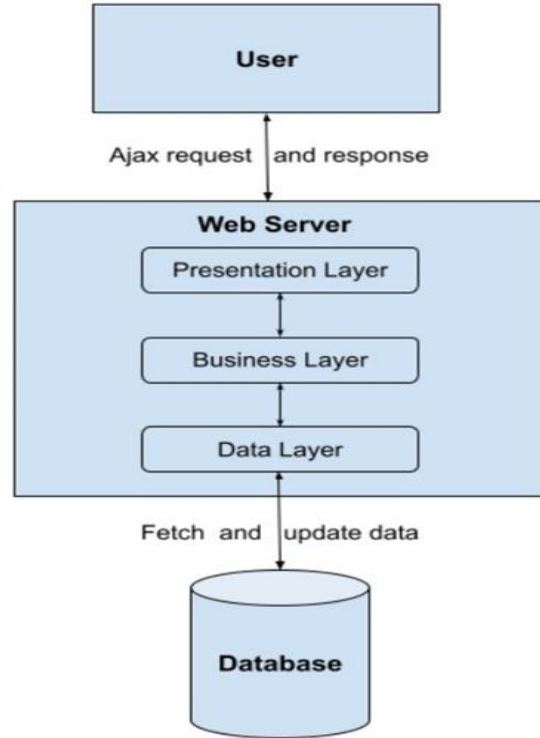 User
Ajax request and response
Web Server
Presentation Layer
Business Layer
Data Layer
Fetch and update data
Database